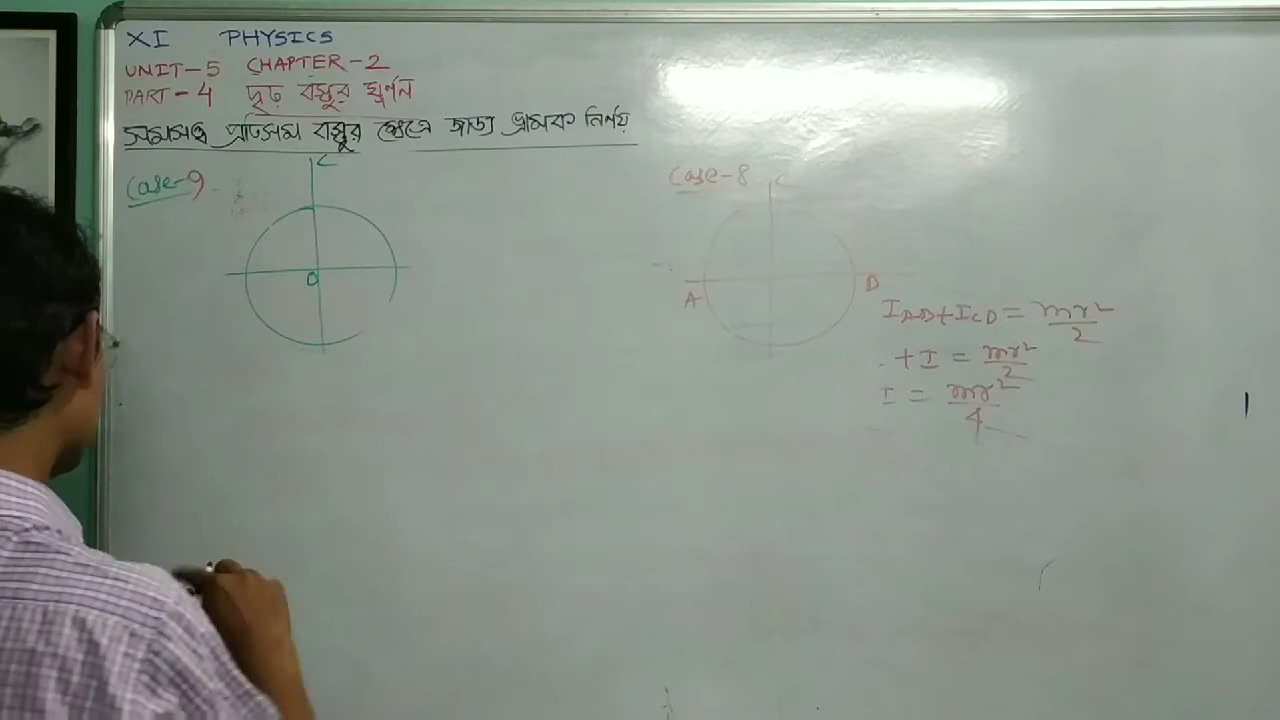 XI PHYSICS
UNIT-5 CHAPTER-2
PART-4 দৃঢ় বস্তুর ঘূর্ণন
সমসত্ত্ব প্রতিসম বস্তুর ক্ষেত্রে জাড্য ভ্রামক নির্ণয়
Case-9
C
O
Case-8
C
A
D
I_AB + I_CD = mr²/2
+ I = mr²/2
I = mr²/4